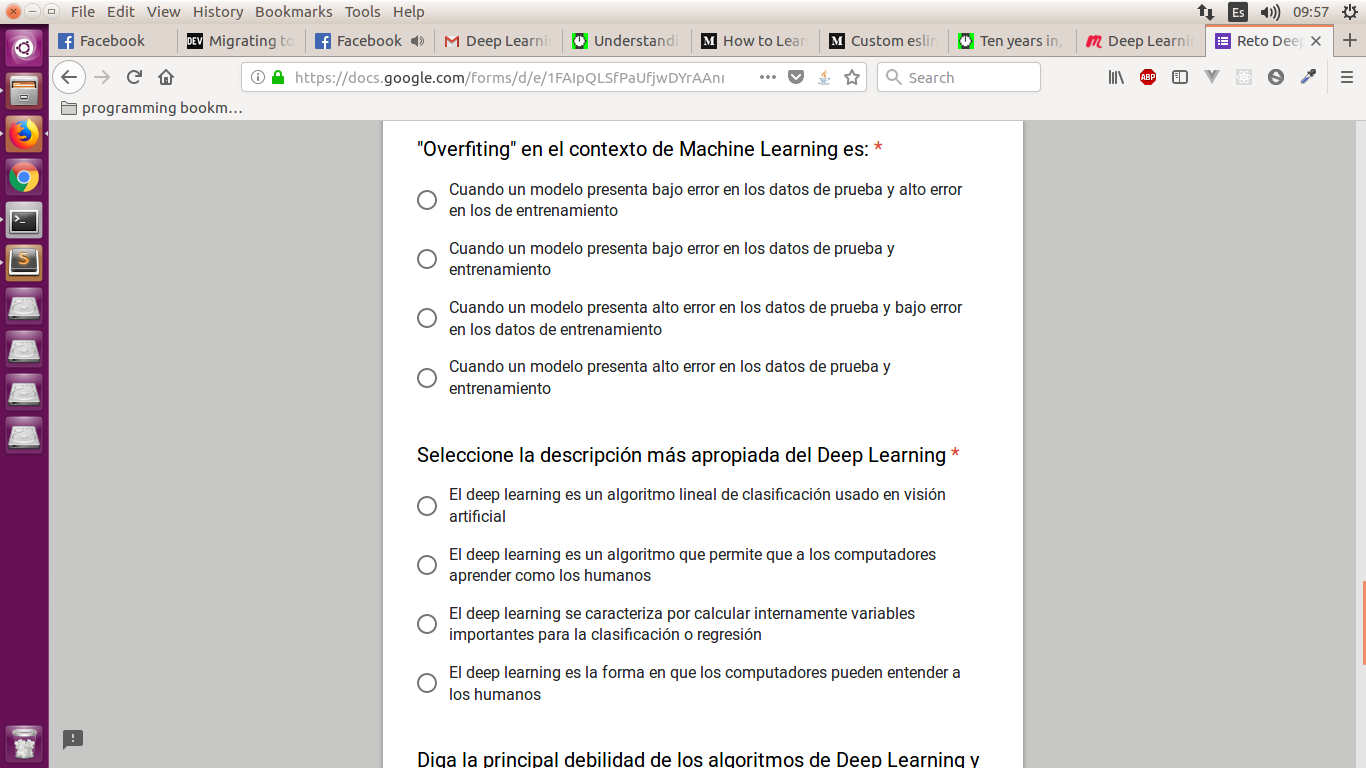 File Edit View History Bookmarks Tools Help
Es 09:57
Facebook
DEV Migrating to
Facebook
Deep Learnin
Understandi
How to Lear
Custom eslin
Ten years in,
Deep Learnin
Reto Deep
https://docs.google.com/forms/d/e/1FAIpQLSfPaUfjwDYrAAnr
Search
ABP
programming bookm...
"Overfiting" en el contexto de Machine Learning es: *
Cuando un modelo presenta bajo error en los datos de prueba y alto error
en los de entrenamiento
Cuando un modelo presenta bajo error en los datos de prueba y
entrenamiento
Cuando un modelo presenta alto error en los datos de prueba y bajo error
en los datos de entrenamiento
Cuando un modelo presenta alto error en los datos de prueba y
entrenamiento
Seleccione la descripción más apropiada del Deep Learning *
El deep learning es un algoritmo lineal de clasificación usado en visión
artificial
El deep learning es un algoritmo que permite que a los computadores
aprender como los humanos
El deep learning se caracteriza por calcular internamente variables
importantes para la clasificación o regresión
El deep learning es la forma en que los computadores pueden entender a
los humanos
Diga la principal debilidad de los algoritmos de Deep Learning y